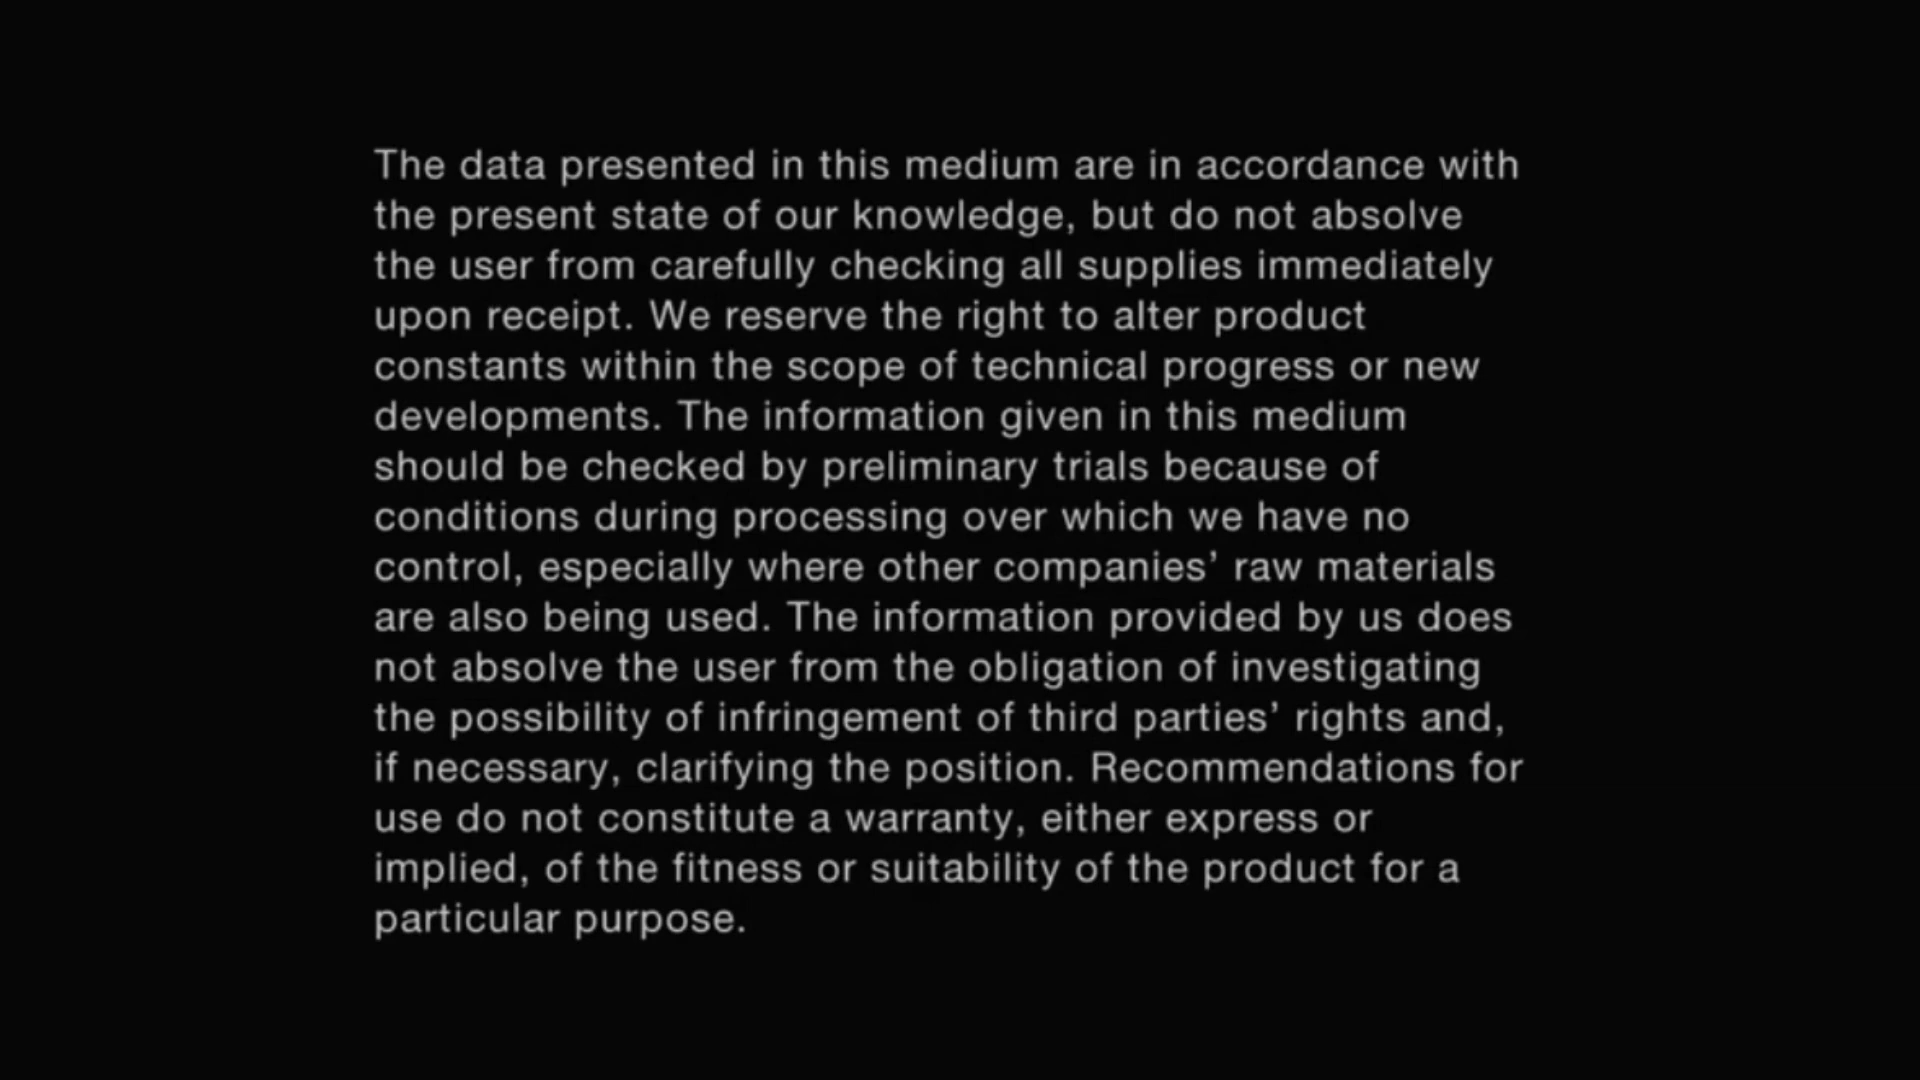 The data presented in this medium are in accordance with
the present state of our knowledge, but do not absolve
the user from carefully checking all supplies immediately
upon receipt. We reserve the right to alter product
constants within the scope of technical progress or new
developments. The information given in this medium
should be checked by preliminary trials because of
conditions during processing over which we have no
control, especially where other companies’ raw materials
are also being used. The information provided by us does
not absolve the user from the obligation of investigating
the possibility of infringement of third parties’ rights and,
if necessary, clarifying the position. Recommendations for
use do not constitute a warranty, either express or
implied, of the fitness or suitability of the product for a
particular purpose.